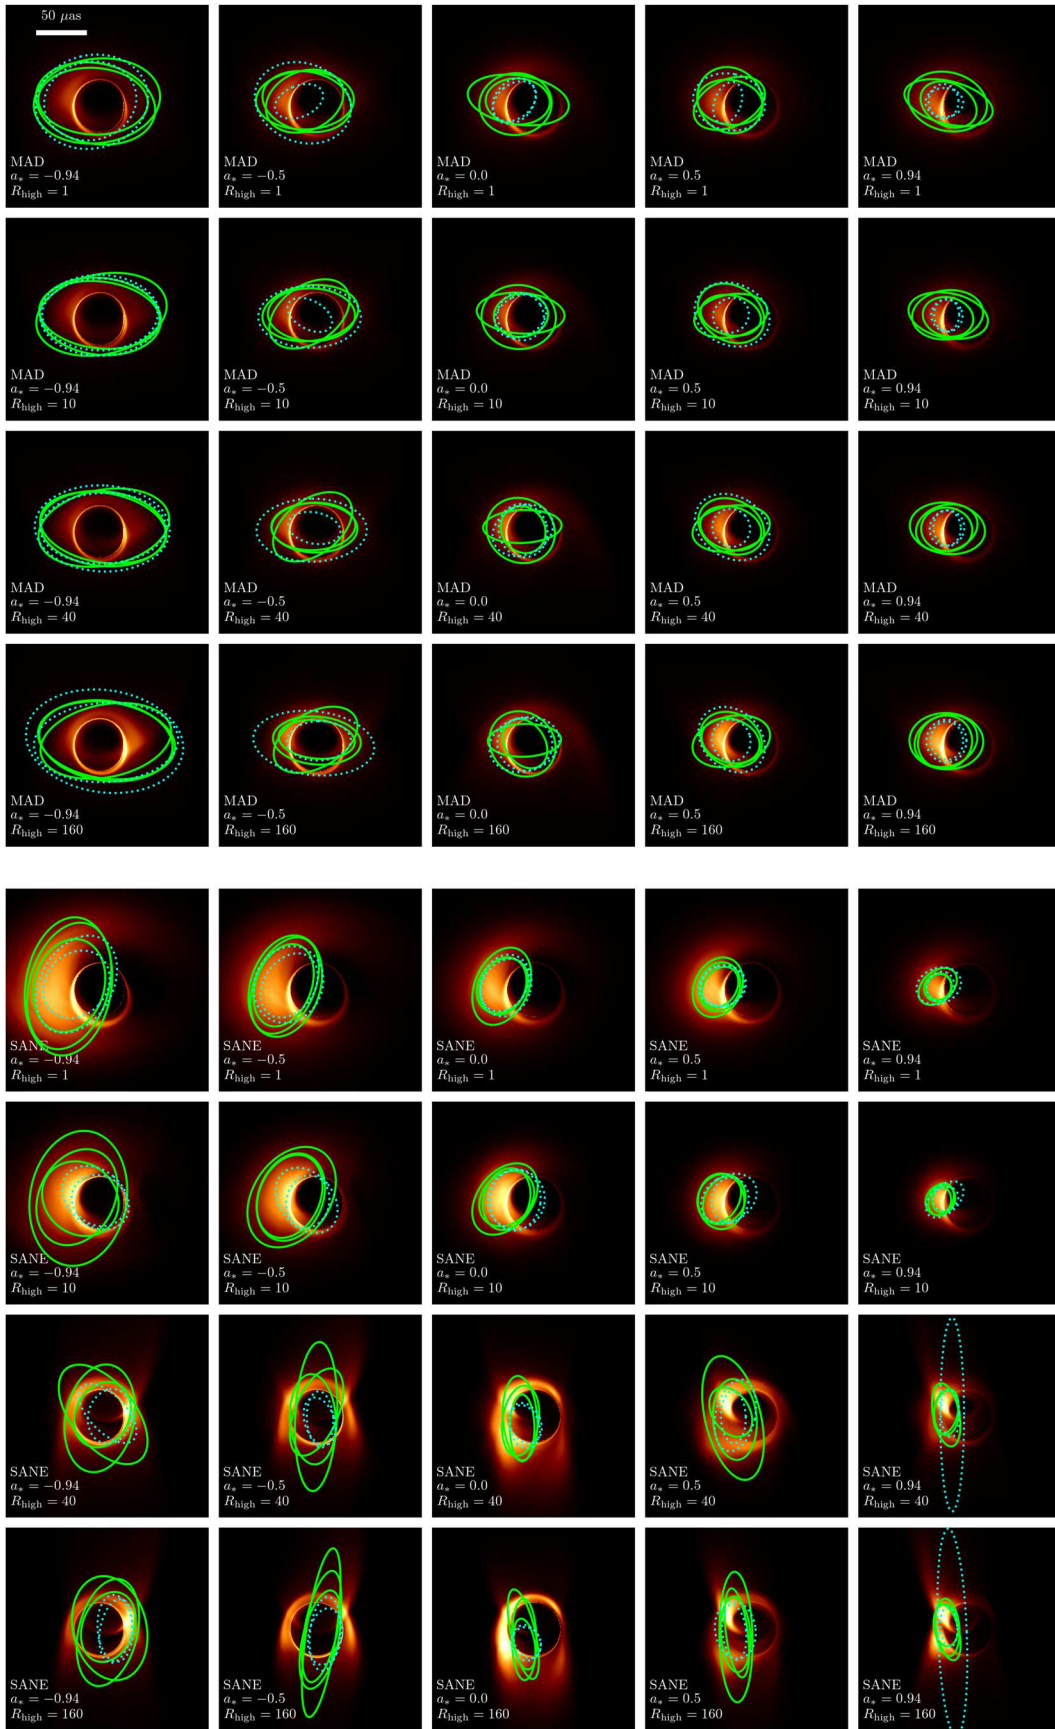 50 μas
MAD
a* = −0.94
R_high = 1
MAD
a* = −0.5
R_high = 1
MAD
a* = 0.0
R_high = 1
MAD
a* = 0.5
R_high = 1
MAD
a* = 0.94
R_high = 1
MAD
a* = −0.94
R_high = 10
MAD
a* = −0.5
R_high = 10
MAD
a* = 0.0
R_high = 10
MAD
a* = 0.5
R_high = 10
MAD
a* = 0.94
R_high = 10
MAD
a* = −0.94
R_high = 40
MAD
a* = −0.5
R_high = 40
MAD
a* = 0.0
R_high = 40
MAD
a* = 0.5
R_high = 40
MAD
a* = 0.94
R_high = 40
MAD
a* = −0.94
R_high = 160
MAD
a* = −0.5
R_high = 160
MAD
a* = 0.0
R_high = 160
MAD
a* = 0.5
R_high = 160
MAD
a* = 0.94
R_high = 160
SANE
a* = −0.94
R_high = 1
SANE
a* = −0.5
R_high = 1
SANE
a* = 0.0
R_high = 1
SANE
a* = 0.5
R_high = 1
SANE
a* = 0.94
R_high = 1
SANE
a* = −0.94
R_high = 10
SANE
a* = −0.5
R_high = 10
SANE
a* = 0.0
R_high = 10
SANE
a* = 0.5
R_high = 10
SANE
a* = 0.94
R_high = 10
SANE
a* = −0.94
R_high = 40
SANE
a* = −0.5
R_high = 40
SANE
a* = 0.0
R_high = 40
SANE
a* = 0.5
R_high = 40
SANE
a* = 0.94
R_high = 40
SANE
a* = −0.94
R_high = 160
SANE
a* = −0.5
R_high = 160
SANE
a* = 0.0
R_high = 160
SANE
a* = 0.5
R_high = 160
SANE
a* = 0.94
R_high = 160